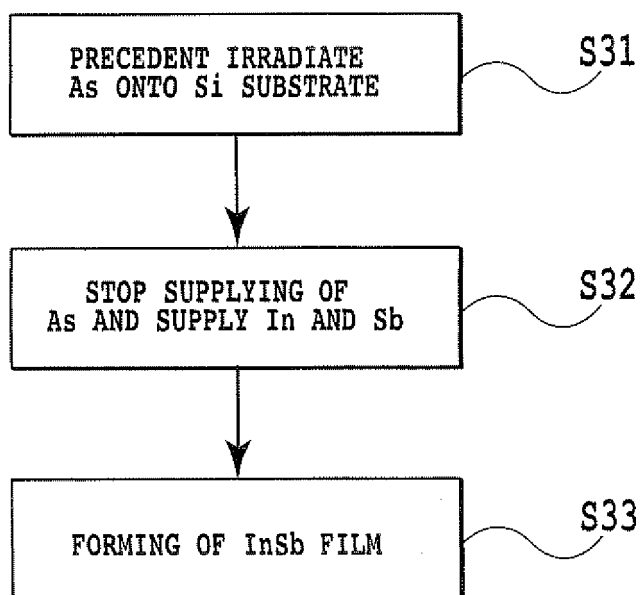 PRECEDENT IRRADIATE
As ONTO Si SUBSTRATE
S31
STOP SUPPLYING OF
As AND SUPPLY In AND Sb
S32
FORMING OF InSb FILM
S33